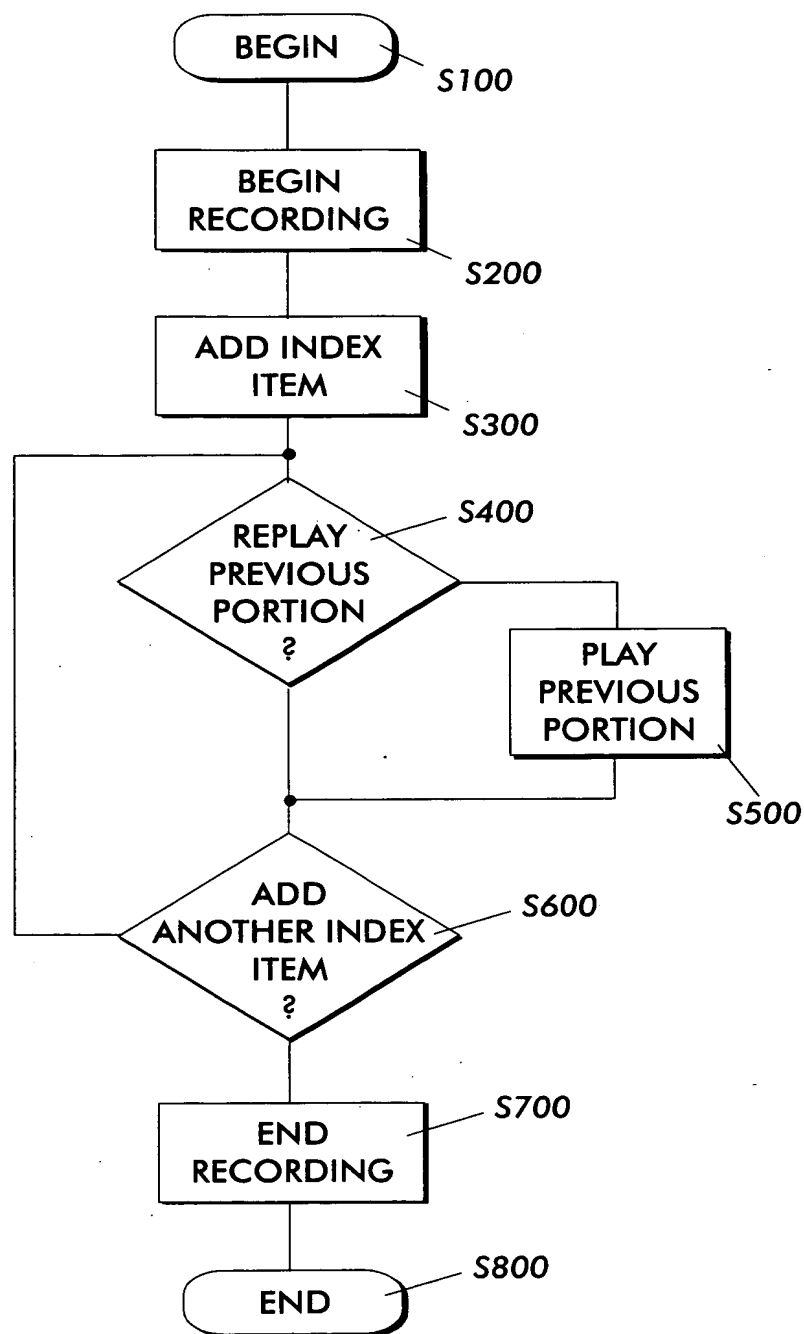 BEGIN
S100
BEGIN
RECORDING
S200
ADD INDEX
ITEM
S300
S400
REPLAY
PREVIOUS
PORTION
?
PLAY
PREVIOUS
PORTION
S500
ADD
ANOTHER INDEX
ITEM
?
S600
S700
END
RECORDING
S800
END